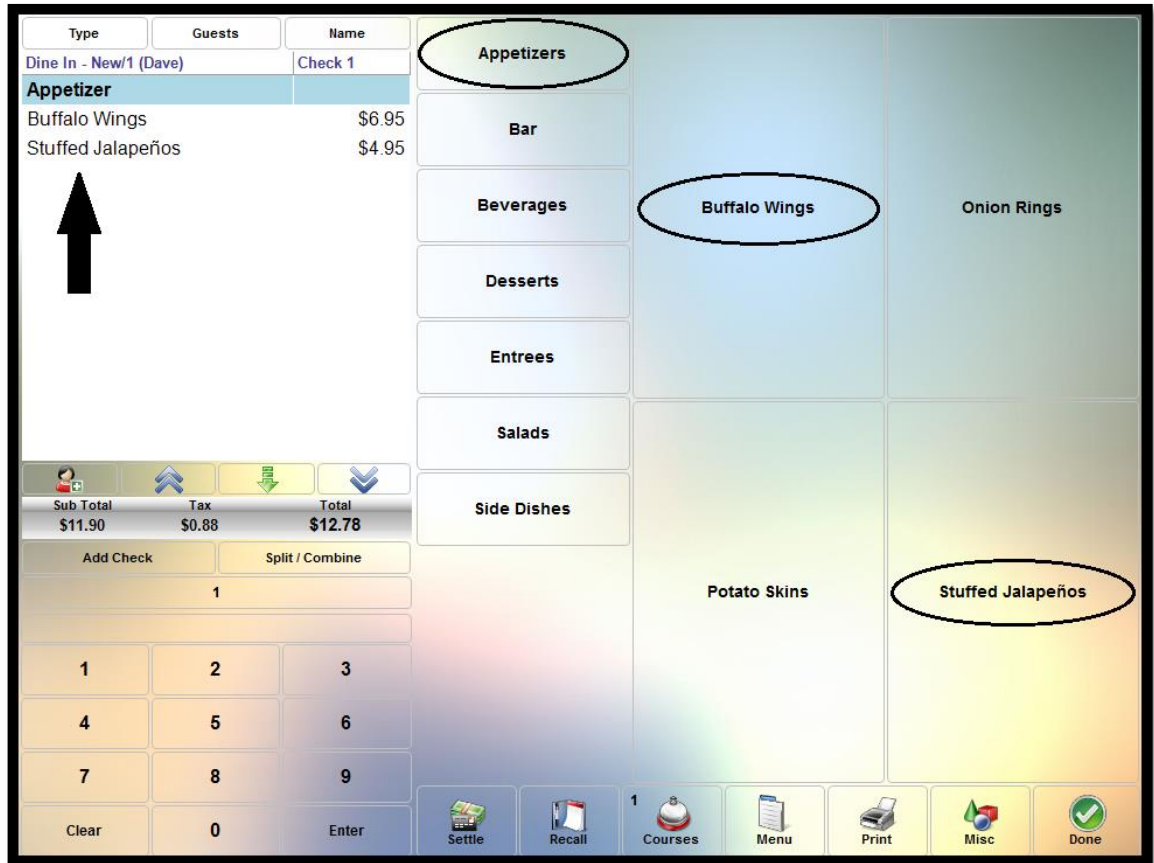 Type Guests Name
Dine In - New/1 (Dave) Check 1
Appetizer
Buffalo Wings $6.95
Stuffed Jalapeños $4.95
Sub Total Tax Total
$11.90 $0.88 $12.78
Add Check Split / Combine
1
1 2 3
4 5 6
7 8 9
Clear 0 Enter
Appetizers
Bar
Beverages
Desserts
Entrees
Salads
Side Dishes
Buffalo Wings Onion Rings
Potato Skins Stuffed Jalapeños
1
Settle Recall Courses Menu Print Misc Done